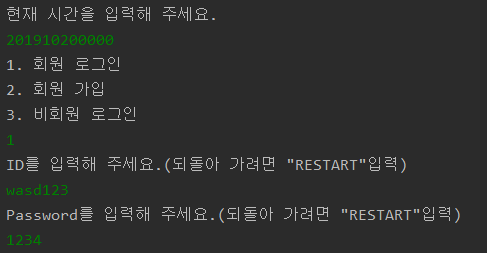 현재 시간을 입력해 주세요.
201910200000
1. 회원 로그인
2. 회원 가입
3. 비회원 로그인
1
ID를 입력해 주세요.(되돌아 가려면 "RESTART"입력)
wasd123
Password를 입력해 주세요.(되돌아 가려면 "RESTART"입력)
1234